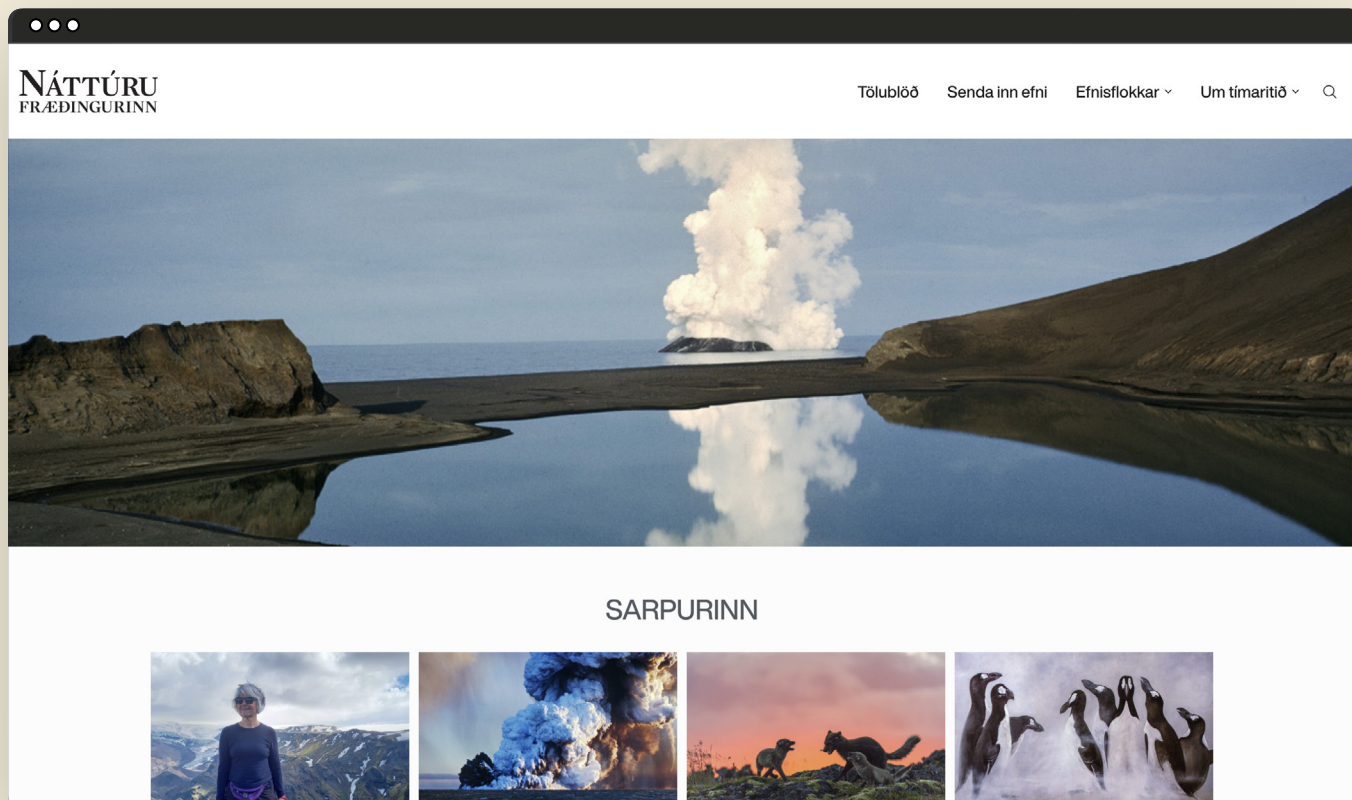 NÁTTÚRU
FRÆÐINGURINN
Tölublöð Senda inn efni Efnisflokkar Um tímaritið
SARPURINN